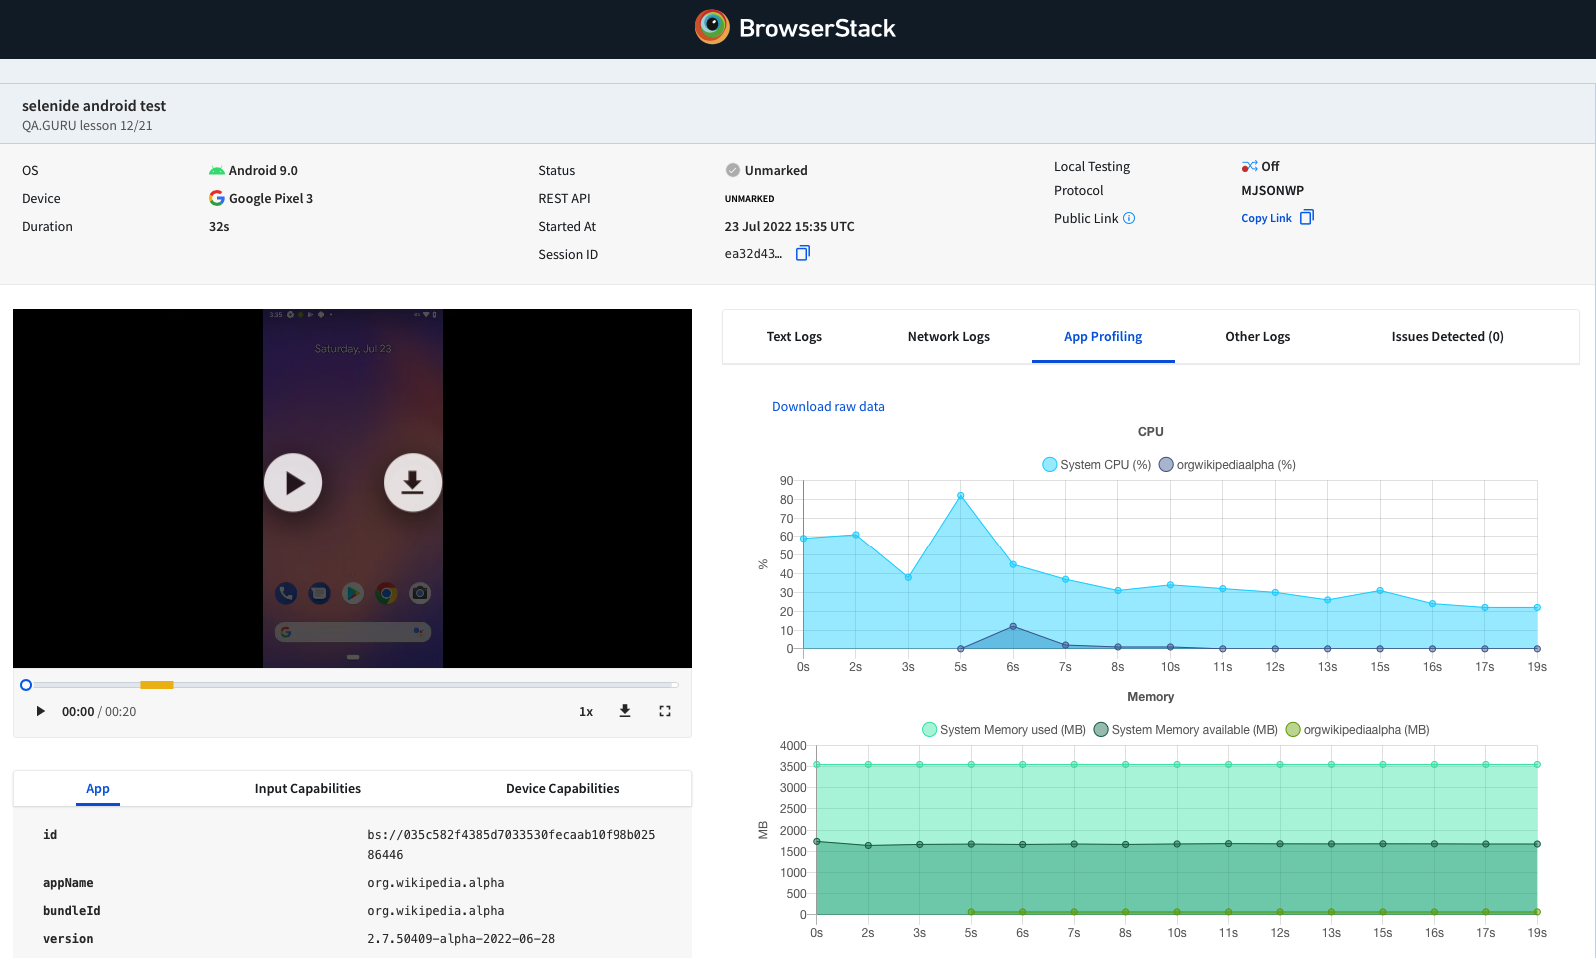 BrowserStack
selenide android test
QA.GURU lesson 12/21
OS
Android 9.0
Device
Google Pixel 3
Duration
32s
Status
Unmarked
REST API
UNMARKED
Started At
23 Jul 2022 15:35 UTC
Session ID
ea32d43…
Local Testing
Off
Protocol
MJSONWP
Public Link
Copy Link
3:35
Saturday, Jul 23
00:00 / 00:20
1x
App
Input Capabilities
Device Capabilities
id
bs://035c582f4385d7033530fecaab10f98b025
86446
appName
org.wikipedia.alpha
bundleId
org.wikipedia.alpha
version
2.7.50409-alpha-2022-06-28
Text Logs
Network Logs
App Profiling
Other Logs
Issues Detected (0)
Download raw data
CPU
System CPU (%)
orgwikipediaalpha (%)
90
80
70
60
50
40
30
20
10
0
%
0s 2s 3s 5s 6s 7s 8s 10s 11s 12s 13s 15s 16s 17s 19s
Memory
System Memory used (MB)
System Memory available (MB)
orgwikipediaalpha (MB)
4000
3500
3000
2500
2000
1500
1000
500
0
MB
0s 2s 3s 5s 6s 7s 8s 10s 11s 12s 13s 15s 16s 17s 19s